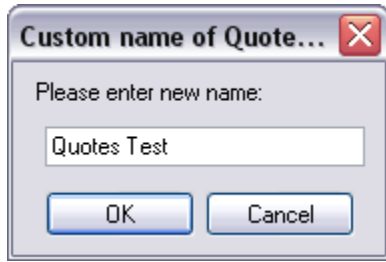 Custom name of Quote...
Please enter new name:
Quotes Test
OK
Cancel